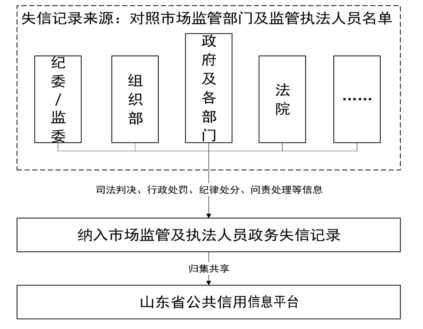 失信记录来源：对照市场监管部门及监管执法人员名单
纪委/监委
组织部
政府及各部门
法院
……
司法判决、行政处罚、纪律处分、问责处理等信息
纳入市场监管及执法人员政务失信记录
归集共享
山东省公共信用信息平台